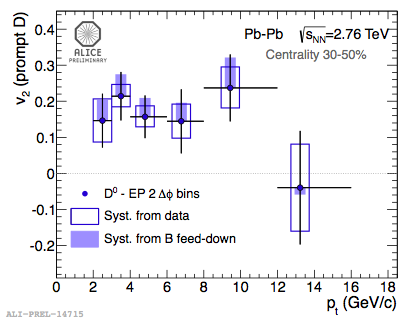 Pb-Pb √sNN=2.76 TeV
Centrality 30-50%
ALICE
PRELIMINARY
v2 (prompt D)
0.4
0.3
0.2
0.1
0
-0.1
-0.2
D0 - EP 2 Δϕ bins
Syst. from data
Syst. from B feed-down
0 2 4 6 8 10 12 14 16 18
pt (GeV/c)
ALI-PREL-14715